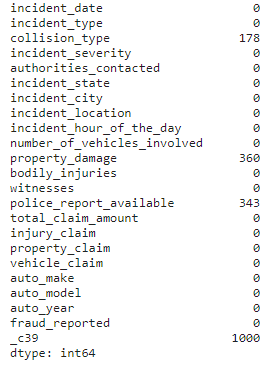 incident_date 0
incident_type 0
collision_type 178
incident_severity 0
authorities_contacted 0
incident_state 0
incident_city 0
incident_location 0
incident_hour_of_the_day 0
number_of_vehicles_involved 0
property_damage 360
bodily_injuries 0
witnesses 0
police_report_available 343
total_claim_amount 0
injury_claim 0
property_claim 0
vehicle_claim 0
auto_make 0
auto_model 0
auto_year 0
fraud_reported 0
_c39 1000
dtype: int64